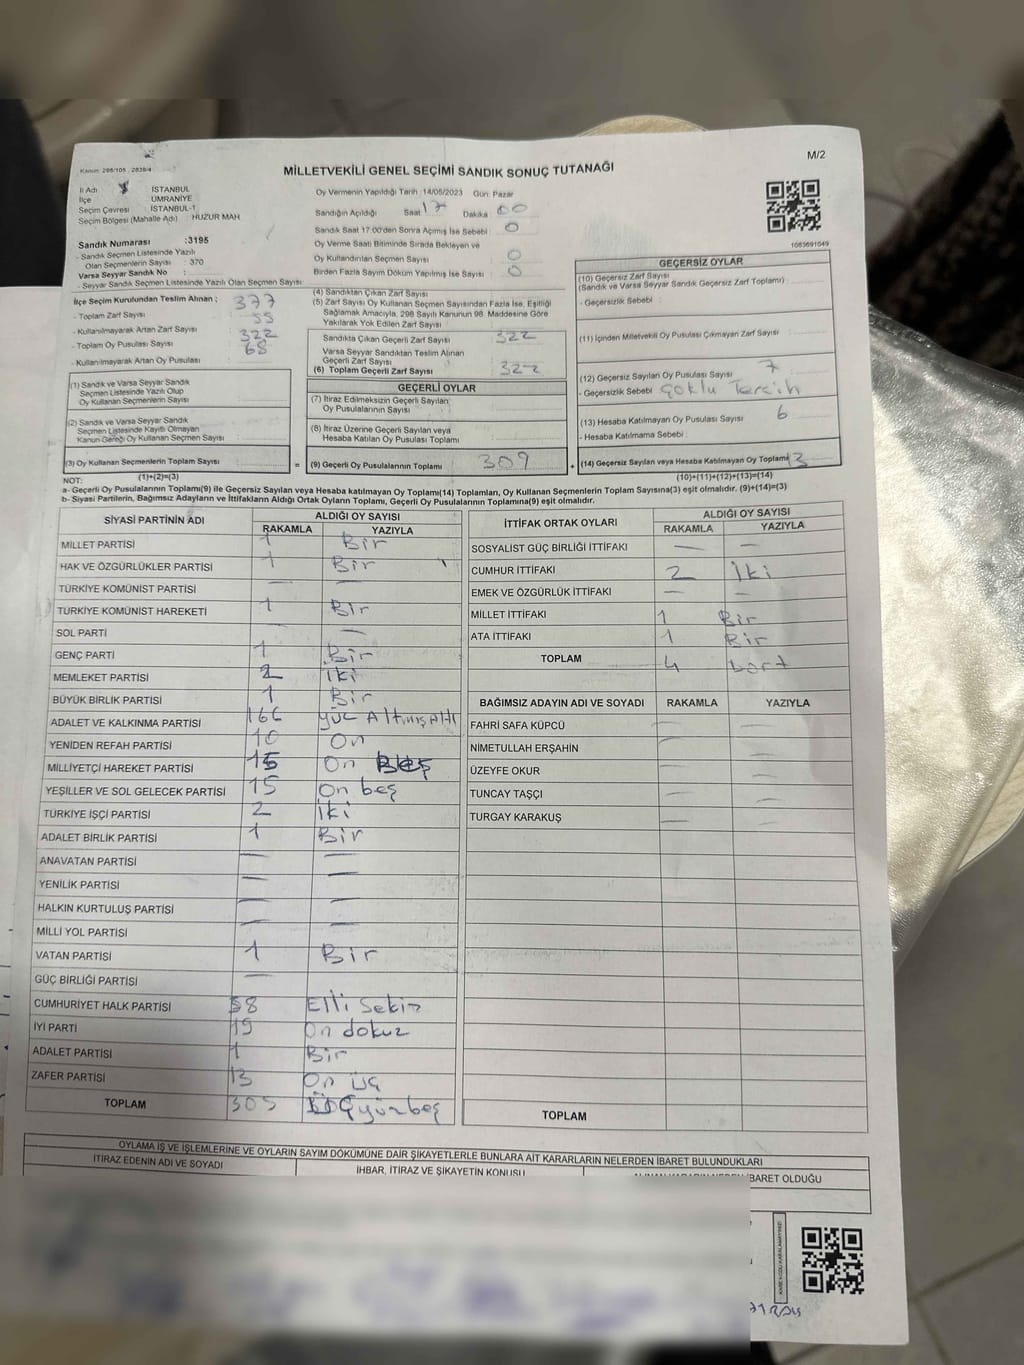 M/2
Kanun: 298/105 , 2839/4
MİLLETVEKİLİ GENEL SEÇİMİ SANDIK SONUÇ TUTANAĞI
İl Adı : İSTANBUL
İlçe : ÜMRANİYE
Seçim Çevresi : İSTANBUL-1
Seçim Bölgesi (Mahalle Adı) : HUZUR MAH
Sandık Numarası :3195
- Sandık Seçmen Listesinde Yazılı
Olan Seçmenlerin Sayısı : 370
Varsa Seyyar Sandık No :
- Seyyar Sandık Seçmen Listesinde Yazılı Olan Seçmen Sayısı :
Oy Vermenin Yapıldığı Tarih :14/05/2023 Gün: Pazar
Sandığın Açıldığı Saat 17 Dakika 00
Sandık Saat 17:00'den Sonra Açılmış İse Sebebi : 0
Oy Verme Saati Bitiminde Sırada Bekleyen ve
Oy Kullandırılan Seçmen Sayısı : 0
Birden Fazla Sayım Döküm Yapılmış İse Sayısı : 0
1083691049
İlçe Seçim Kurulundan Teslim Alınan ;
- Toplam Zarf Sayısı : 377
- Kullanılmayarak Artan Zarf Sayısı : 55
- Toplam Oy Pusulası Sayısı : 322
- Kullanılmayarak Artan Oy Pusulası : 68
(1) Sandık ve Varsa Seyyar Sandık
Seçmen Listesinde Yazılı Olup
Oy Kullanan Seçmenlerin Sayısı :
(2) Sandık ve Varsa Seyyar Sandık
Seçmen Listesinde Kayıtlı Olmayan
Kanun Gereği Oy Kullanan Seçmen Sayısı :
(3) Oy Kullanan Seçmenlerin Toplam Sayısı
(1)+(2)=(3)
(4) Sandıktan Çıkan Zarf Sayısı
(5) Zarf Sayısı Oy Kullanan Seçmen Sayısından Fazla İse, Eşitliği
Sağlamak Amacıyla, 298 Sayılı Kanunun 98. Maddesine Göre
Yakılarak Yok Edilen Zarf Sayısı
Sandıkta Çıkan Geçerli Zarf Sayısı : 322
Varsa Seyyar Sandıktan Teslim Alınan
Geçerli Zarf Sayısı
(6) Toplam Geçerli Zarf Sayısı : 322
GEÇERLİ OYLAR
(7) İtiraz Edilmeksizin Geçerli Sayılan
Oy Pusulalarının Sayısı :
(8) İtiraz Üzerine Geçerli Sayılan veya
Hesaba Katılan Oy Pusulası Toplamı :
= (9) Geçerli Oy Pusulalarının Toplamı 309 +
GEÇERSİZ OYLAR
(10) Geçersiz Zarf Sayısı
(Sandık ve Varsa Seyyar Sandık Geçersiz Zarf Toplamı) :
- Geçersizlik Sebebi :
(11) İçinden Milletvekili Oy Pusulası Çıkmayan Zarf Sayısı :
(12) Geçersiz Sayılan Oy Pusulası Sayısı : 7
- Geçersizlik Sebebi : çoklu Tercih
(13) Hesaba Katılmayan Oy Pusulası Sayısı : 6
- Hesaba Katılmama Sebebi :
(14) Geçersiz Sayılan veya Hesaba Katılmayan Oy Toplamı 13
(10)+(11)+(12)+(13)=(14)
NOT:
a- Geçerli Oy Pusulalarının Toplamı(9) ile Geçersiz Sayılan veya Hesaba katılmayan Oy Toplamı(14) Toplamları, Oy Kullanan Seçmenlerin Toplam Sayısına(3) eşit olmalıdır. (9)+(14)=(3)
b- Siyasi Partilerin, Bağımsız Adayların ve İttifakların Aldığı Ortak Oyların Toplamı, Geçerli Oy Pusulalarının Toplamına(9) eşit olmalıdır.
SİYASİ PARTİNİN ADI ALDIĞI OY SAYISI
RAKAMLA YAZIYLA
MİLLET PARTİSİ 1 Bir
HAK VE ÖZGÜRLÜKLER PARTİSİ 1 Bir
TÜRKİYE KOMÜNİST PARTİSİ — —
TÜRKİYE KOMÜNİST HAREKETİ 1 Bir
SOL PARTİ — —
GENÇ PARTİ 1 Bir
MEMLEKET PARTİSİ 2 İki
BÜYÜK BİRLİK PARTİSİ 1 Bir
ADALET VE KALKINMA PARTİSİ 166 yüz Altmış Altı
YENİDEN REFAH PARTİSİ 10 On
MİLLİYETÇİ HAREKET PARTİSİ 15 On Beş
YEŞİLLER VE SOL GELECEK PARTİSİ 15 On beş
TÜRKİYE İŞÇİ PARTİSİ 2 İki
ADALET BİRLİK PARTİSİ 1 Bir
ANAVATAN PARTİSİ — —
YENİLİK PARTİSİ — —
HALKIN KURTULUŞ PARTİSİ — —
MİLLİ YOL PARTİSİ — —
VATAN PARTİSİ 1 Bir
GÜÇ BİRLİĞİ PARTİSİ —
CUMHURİYET HALK PARTİSİ 58 Elli Sekiz
İYİ PARTİ 19 On dokuz
ADALET PARTİSİ 1 Bir
ZAFER PARTİSİ 13 On üç
TOPLAM 305 ÜÇ yüz beş
İTTİFAK ORTAK OYLARI ALDIĞI OY SAYISI
RAKAMLA YAZIYLA
SOSYALİST GÜÇ BİRLİĞİ İTTİFAKI — —
CUMHUR İTTİFAKI 2 İki
EMEK VE ÖZGÜRLÜK İTTİFAKI — —
MİLLET İTTİFAKI 1 Bir
ATA İTTİFAKI 1 Bir
TOPLAM 4 Dört
BAĞIMSIZ ADAYIN ADI VE SOYADI RAKAMLA YAZIYLA
FAHRİ SAFA KÜPCÜ — —
NİMETULLAH ERŞAHİN — —
ÜZEYFE OKUR — —
TUNCAY TAŞÇI — —
TURGAY KARAKUŞ — —
TOPLAM
OYLAMA İŞ VE İŞLEMLERİNE VE OYLARIN SAYIM DÖKÜMÜNE DAİR ŞİKAYETLERLE BUNLARA AİT KARARLARIN NELERDEN İBARET BULUNDUKLARI
İTİRAZ EDENİN ADI VE SOYADI
İHBAR, İTİRAZ VE ŞİKAYETİN KONUSU
BARET OLDUĞU
KARE KODU KARALAMAYINIZ!